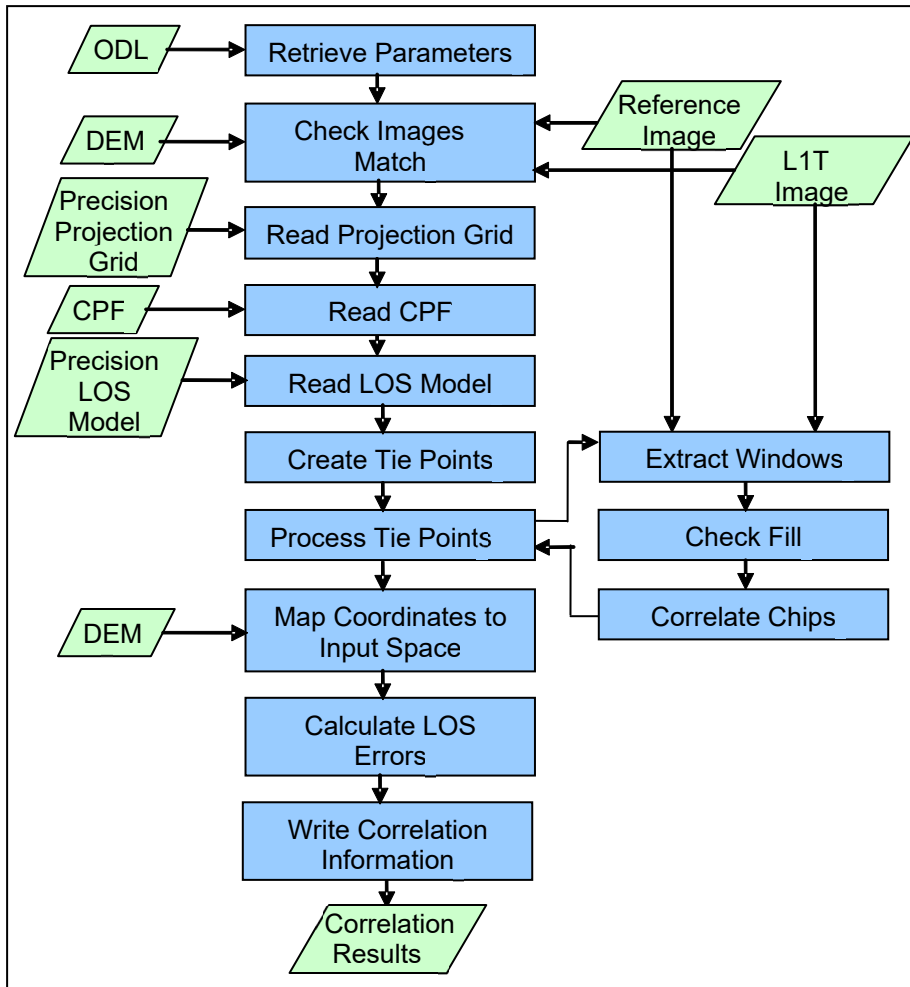 ODL
Retrieve Parameters
Reference
Image
DEM
Check Images
Match
L1T
Image
Precision
Projection
Grid
Read Projection Grid
CPF
Read CPF
Precision
LOS
Model
Read LOS Model
Create Tie Points
Extract Windows
Process Tie Points
Check Fill
DEM
Map Coordinates to
Input Space
Correlate Chips
Calculate LOS
Errors
Write Correlation
Information
Correlation
Results